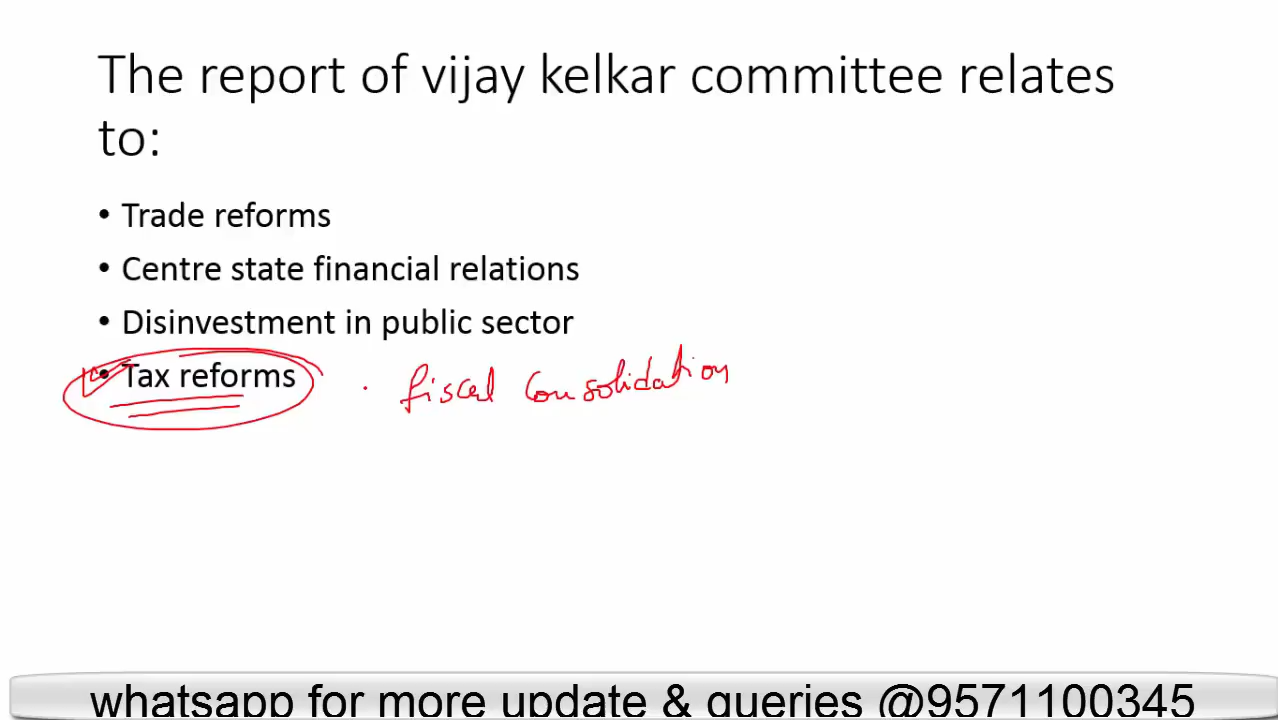 The report of vijay kelkar committee relates
to:
• Trade reforms
• Centre state financial relations
• Disinvestment in public sector
• Tax reforms . fiscal consolidation
whatsapp for more update & queries @9571100345